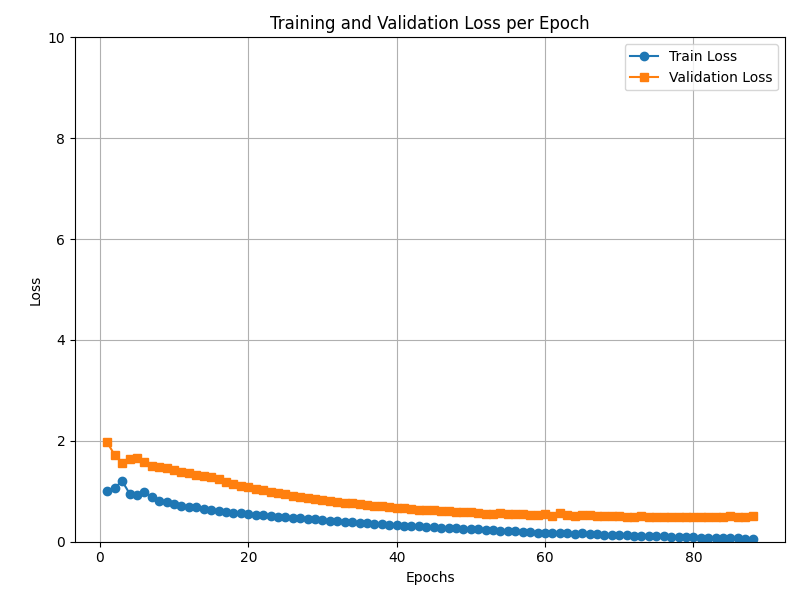 Training and Validation Loss per Epoch
Train Loss
Validation Loss
10
8
6
4
2
0
Loss
0 20 40 60 80
Epochs